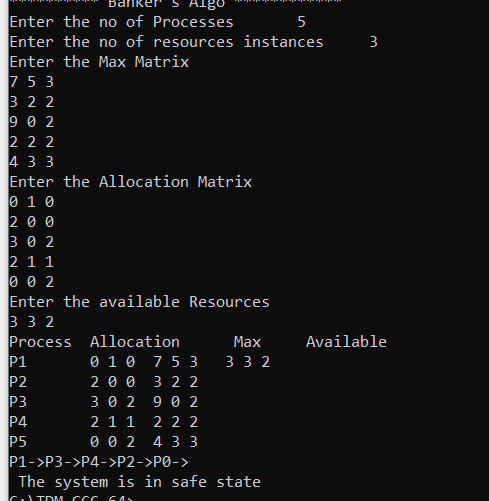 ********** Banker's Algo ************
Enter the no of Processes       5
Enter the no of resources instances     3
Enter the Max Matrix
7 5 3
3 2 2
9 0 2
2 2 2
4 3 3
Enter the Allocation Matrix
0 1 0
2 0 0
3 0 2
2 1 1
0 0 2
Enter the available Resources
3 3 2
Process  Allocation      Max     Available
P1       0 1 0  7 5 3   3 3 2
P2       2 0 0  3 2 2
P3       3 0 2  9 0 2
P4       2 1 1  2 2 2
P5       0 0 2  4 3 3
P1->P3->P4->P2->P0->
 The system is in safe state
C:\TDM-GCC-64>